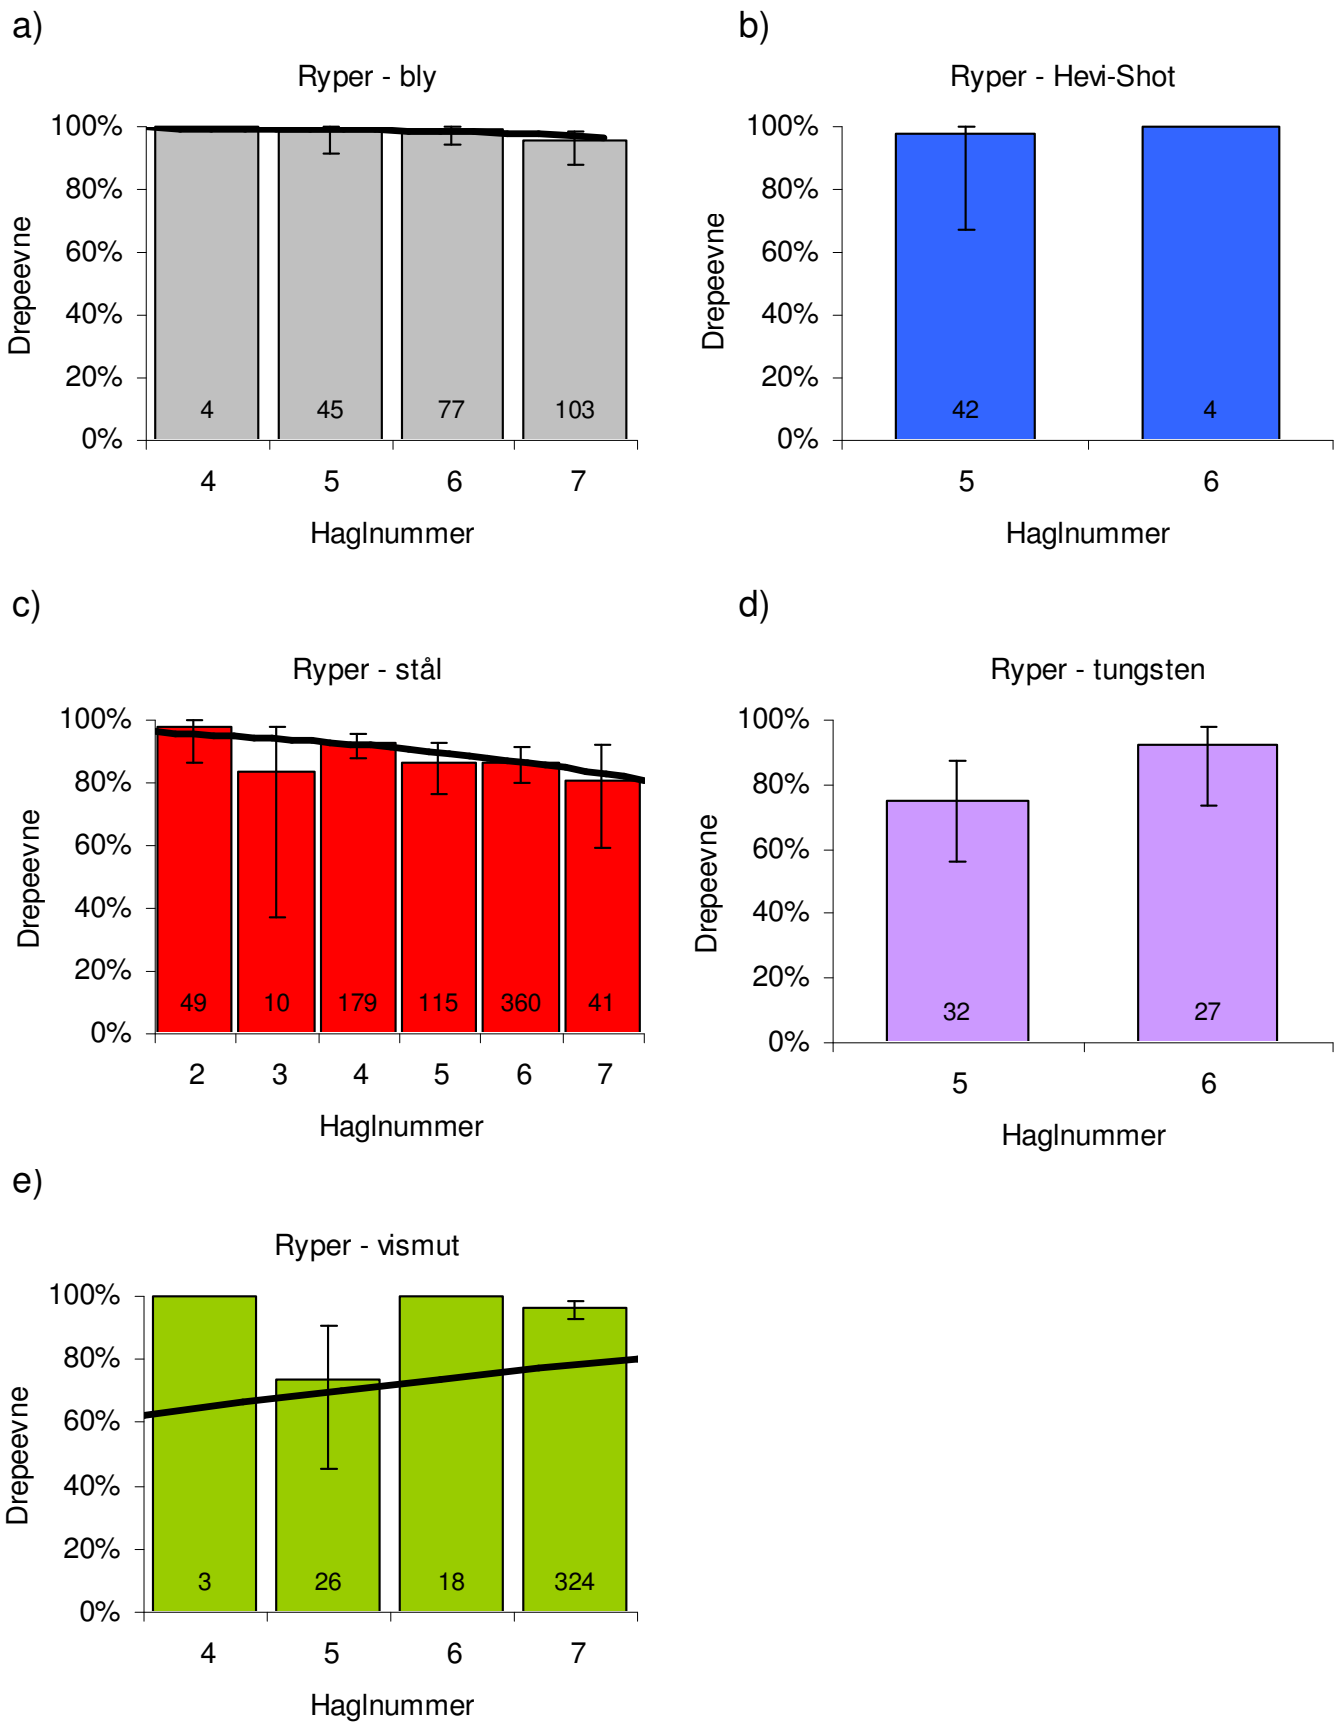 a)
Ryper - bly
100%
80%
60%
40%
20%
0%
Drepeevne
4 45 77 103
4 5 6 7
Haglnummer
b)
Ryper - Hevi-Shot
100%
80%
60%
40%
20%
0%
Drepeevne
42 4
5 6
Haglnummer
c)
Ryper - stål
100%
80%
60%
40%
20%
0%
Drepeevne
49 10 179 115 360 41
2 3 4 5 6 7
Haglnummer
d)
Ryper - tungsten
100%
80%
60%
40%
20%
0%
Drepeevne
32 27
5 6
Haglnummer
e)
Ryper - vismut
100%
80%
60%
40%
20%
0%
Drepeevne
3 26 18 324
4 5 6 7
Haglnummer